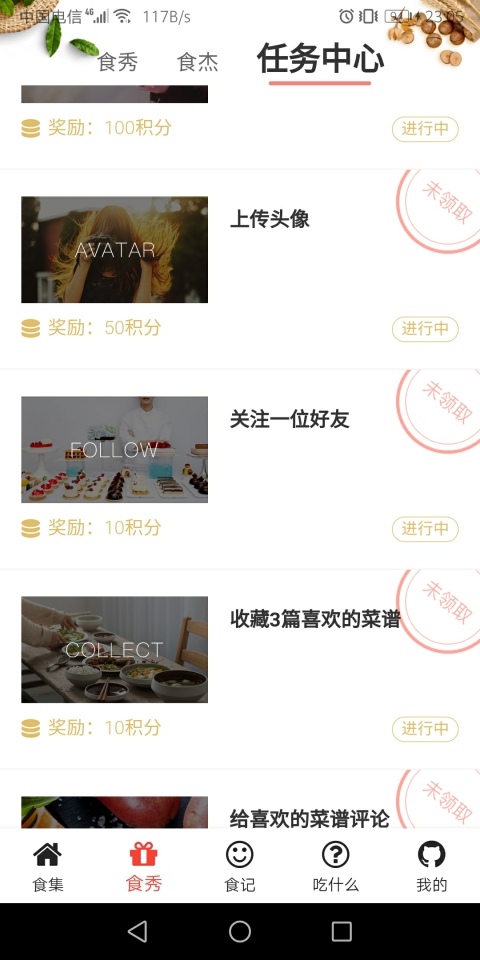 中国电信 4G 117B/s 23:05
食秀 食杰 任务中心
奖励：100积分 进行中
未领取
上传头像
AVATAR
奖励：50积分 进行中
未领取
关注一位好友
FOLLOW
奖励：10积分 进行中
未领取
收藏3篇喜欢的菜谱
COLLECT
奖励：10积分 进行中
未领取
给喜欢的菜谱评论
食集 食秀 食记 吃什么 我的